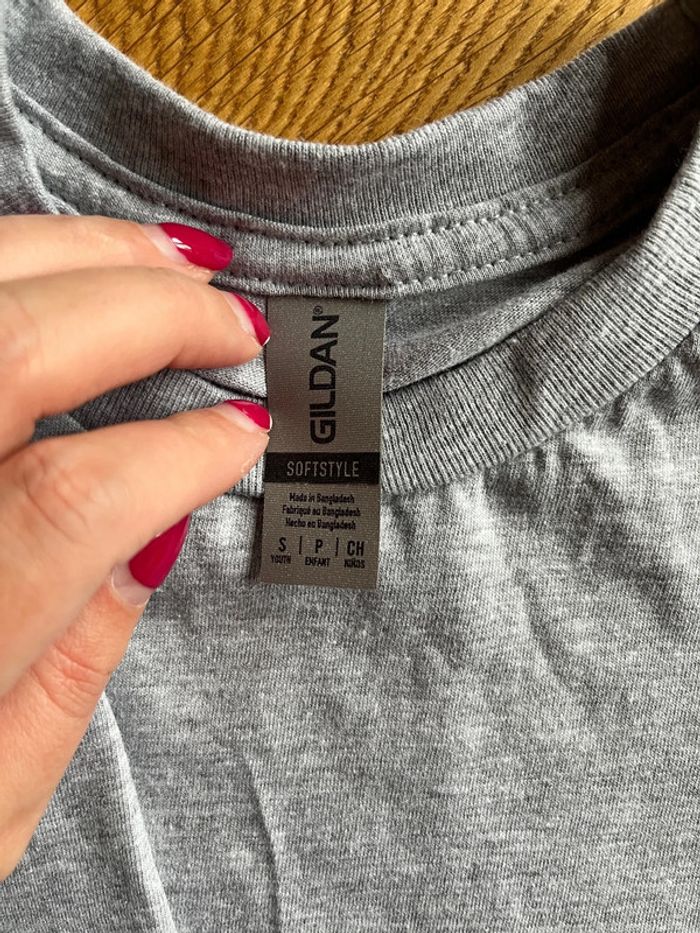 GILDAN®
SOFTSTYLE
Made in Bangladesh
Fabriqué au Bangladesh
Hecho en Bangladesh
S | P | CH
YOUTH ENFANT NIÑOS